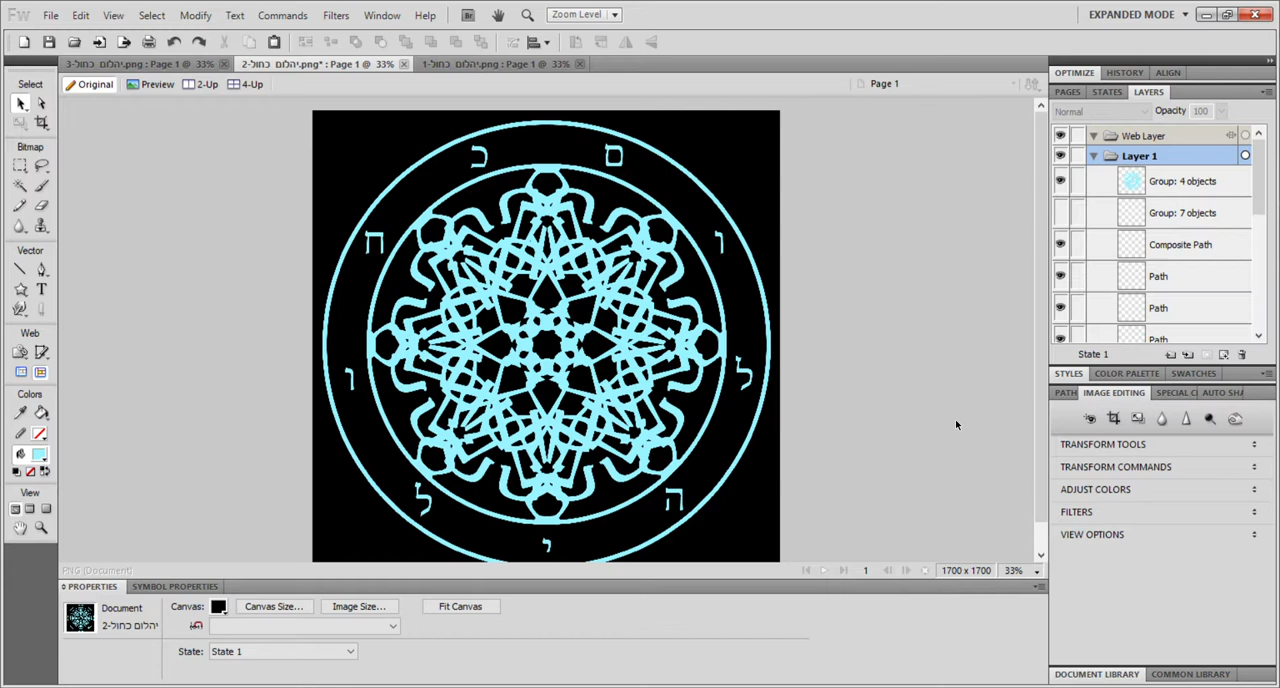 Fw File Edit View Select Modify Text Commands Filters Window Help Br Zoom Level EXPANDED MODE
יהלום כחול-3.png : Page 1 @ 33% יהלום כחול-2.png* : Page 1 @ 33% יהלום כחול-1.png : Page 1 @ 33%
Original Preview 2-Up 4-Up Page 1
Select
Bitmap
Vector
T
Web
Colors
View
כ ם
ח ו
ו ל
ל ה
י
OPTIMIZE HISTORY ALIGN
PAGES STATES LAYERS
Normal Opacity 100
Web Layer
Layer 1
Group: 4 objects
Group: 7 objects
Composite Path
Path
Path
Path
State 1
STYLES COLOR PALETTE SWATCHES
PATH IMAGE EDITING SPECIAL C AUTO SHA
TRANSFORM TOOLS
TRANSFORM COMMANDS
ADJUST COLORS
FILTERS
VIEW OPTIONS
PNG (Document) 1 1700 x 1700 33%
PROPERTIES SYMBOL PROPERTIES
Document Canvas: Canvas Size... Image Size... Fit Canvas
יהלום כחול-2
State: State 1
DOCUMENT LIBRARY COMMON LIBRARY